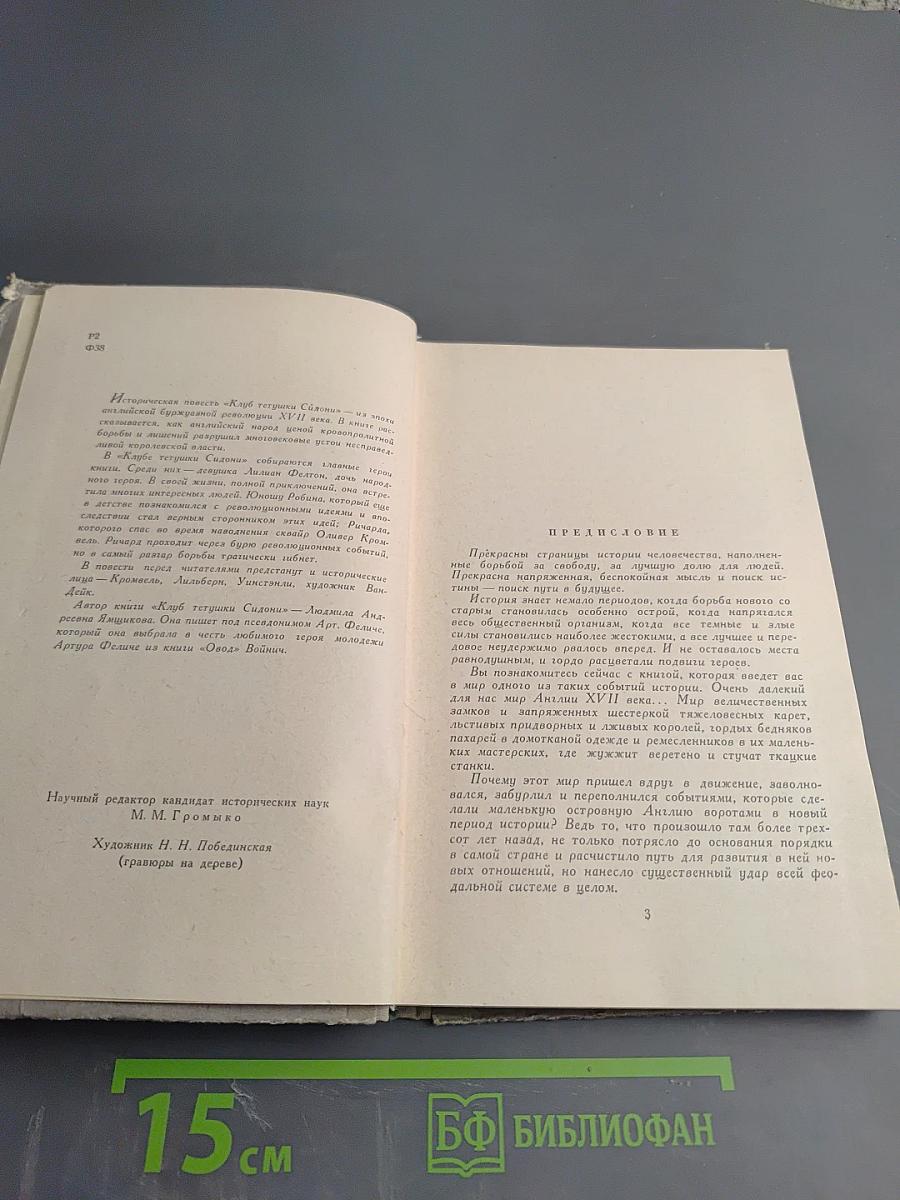 Р2
Ф38
Историческая повесть «Клуб тетушки Сидони» — из эпохи
английской буржуазной революции XVII века. В книге рас-
сказывается, как английский народ ценой кровопролитной
борьбы и лишений разрушил многовековые устои несправед-
ливой королевской власти.
В «Клубе тетушки Сидони» собираются главные герои
книги. Среди них — девушка Лилиан Фелтон, дочь народ-
ного героя. В своей жизни, полной приключений, она встре-
тила многих интересных людей. Юношу Робина, который еще
в детстве познакомился с революционными идеями и впо-
следствии стал верным сторонником этих идей; Ричарда,
которого спас во время наводнения сквайр Оливер Кром-
вель. Ричард проходит через бурю революционных событий,
но в самый разгар борьбы трагически гибнет.
В повести перед читателями предстанут и исторические
лица — Кромвель, Лильберн, Уинстэнли, художник Ван-
Дейк.
Автор книги «Клуб тетушки Сидони» — Людмила Анд-
реевна Ямщикова. Она пишет под псевдонимом Арт. Феличе,
который она выбрала в честь любимого героя молодежи
Артура Феличе из книги «Овод» Войнич.
Научный редактор кандидат исторических наук
М. М. Громыко
Художник Н. Н. Побединская
(гравюры на дереве)
ПРЕДИСЛОВИЕ
Прекрасны страницы истории человечества, наполнен-
ные борьбой за свободу, за лучшую долю для людей.
Прекрасна напряженная, беспокойная мысль и поиск ис-
тины — поиск пути в будущее.
История знает немало периодов, когда борьба нового со
старым становилась особенно острой, когда напрягался
весь общественный организм, когда все темные и злые
силы становились наиболее жестокими, а все лучшее и пере-
довое неудержимо рвалось вперед. И не оставалось места
равнодушным, и гордо расцветали подвиги героев.
Вы познакомитесь сейчас с книгой, которая введет вас
в мир одного из таких событий истории. Очень далекий
для нас мир Англии XVII века... Мир величественных
замков и запряженных шестеркой тяжеловесных карет,
льстивых придворных и лживых королей, гордых бедняков
пахарей в домотканой одежде и ремесленников в их малень-
ких мастерских, где жужжит веретено и стучат ткацкие
станки.
Почему этот мир пришел вдруг в движение, заволно-
вался, забурлил и переполнился событиями, которые сде-
лали маленькую островную Англию воротами в новый
период истории? Ведь то, что произошло там более трех-
сот лет назад, не только потрясло до основания порядки
в самой стране и расчистило путь для развития в ней но-
вых отношений, но нанесло существенный удар всей фео-
дальной системе в целом.
3
15 см
БФ БИБЛИОФАН